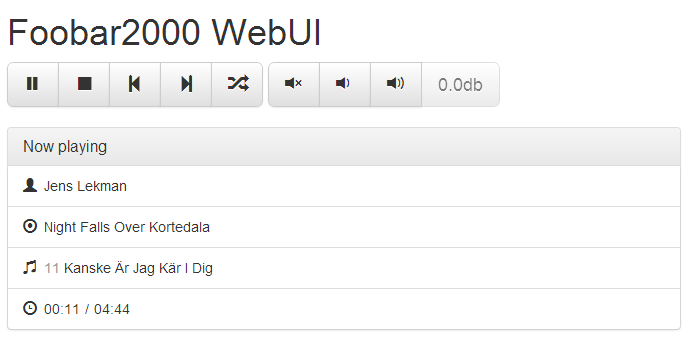 Foobar2000 WebUI
0.0db
Now playing
Jens Lekman
Night Falls Over Kortedala
11 Kanske Är Jag Kär I Dig
00:11 / 04:44